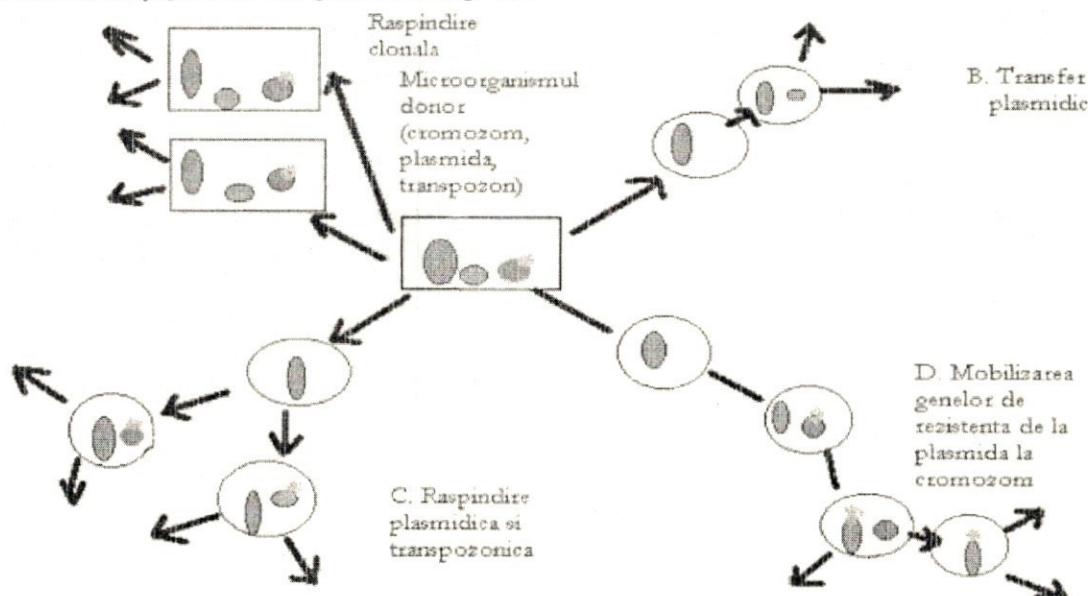 Raspindire
clonala
Microorganismul
donor
(cromozom,
plasmida,
transpozon)
B. Transfer
plasmidic
C. Raspindire
plasmidica si
transpozonica
D. Mobilizarea
genelor de
rezistenta de la
plasmida la
cromozom